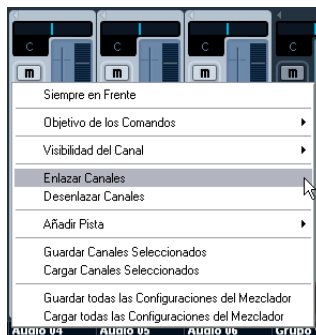 C C C C
m m m m
Siempre en Frente
Objetivo de los Comandos
Visibilidad del Canal
Enlazar Canales
Desenlazar Canales
Añadir Pista
Guardar Canales Seleccionados
Cargar Canales Seleccionados
Guardar todas las Configuraciones del Mezclador
Cargar todas las Configuraciones del Mezclador
Audio 04 Audio 05 Audio 06 Grupo